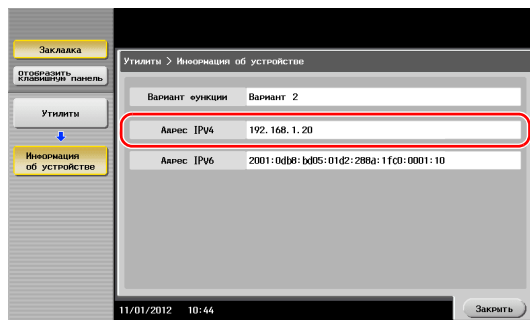 Закладка
Отобразить
клавишную панель
Утилиты
Информация
об устройстве
Утилиты > Информация об устройстве
Вариант функции Вариант 2
Адрес IPv4 192.168.1.20
Адрес IPv6 2001:0db8:bd05:01d2:288a:1fc0:0001:10
11/01/2012 10:44
Закрыть